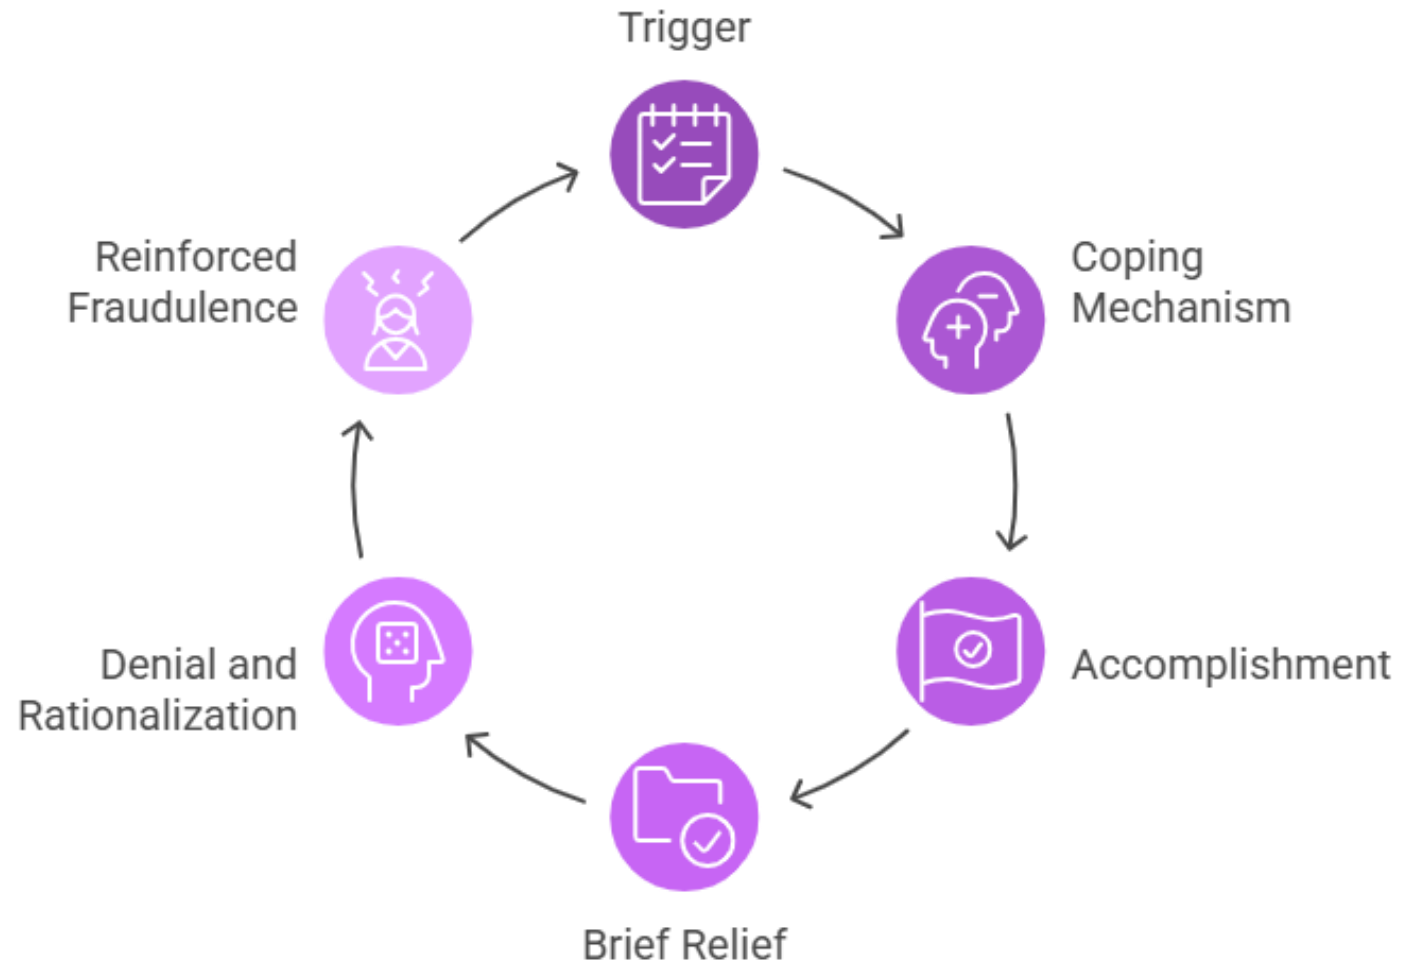 Trigger
Coping
Mechanism
Accomplishment
Brief Relief
Denial and
Rationalization
Reinforced
Fraudulence